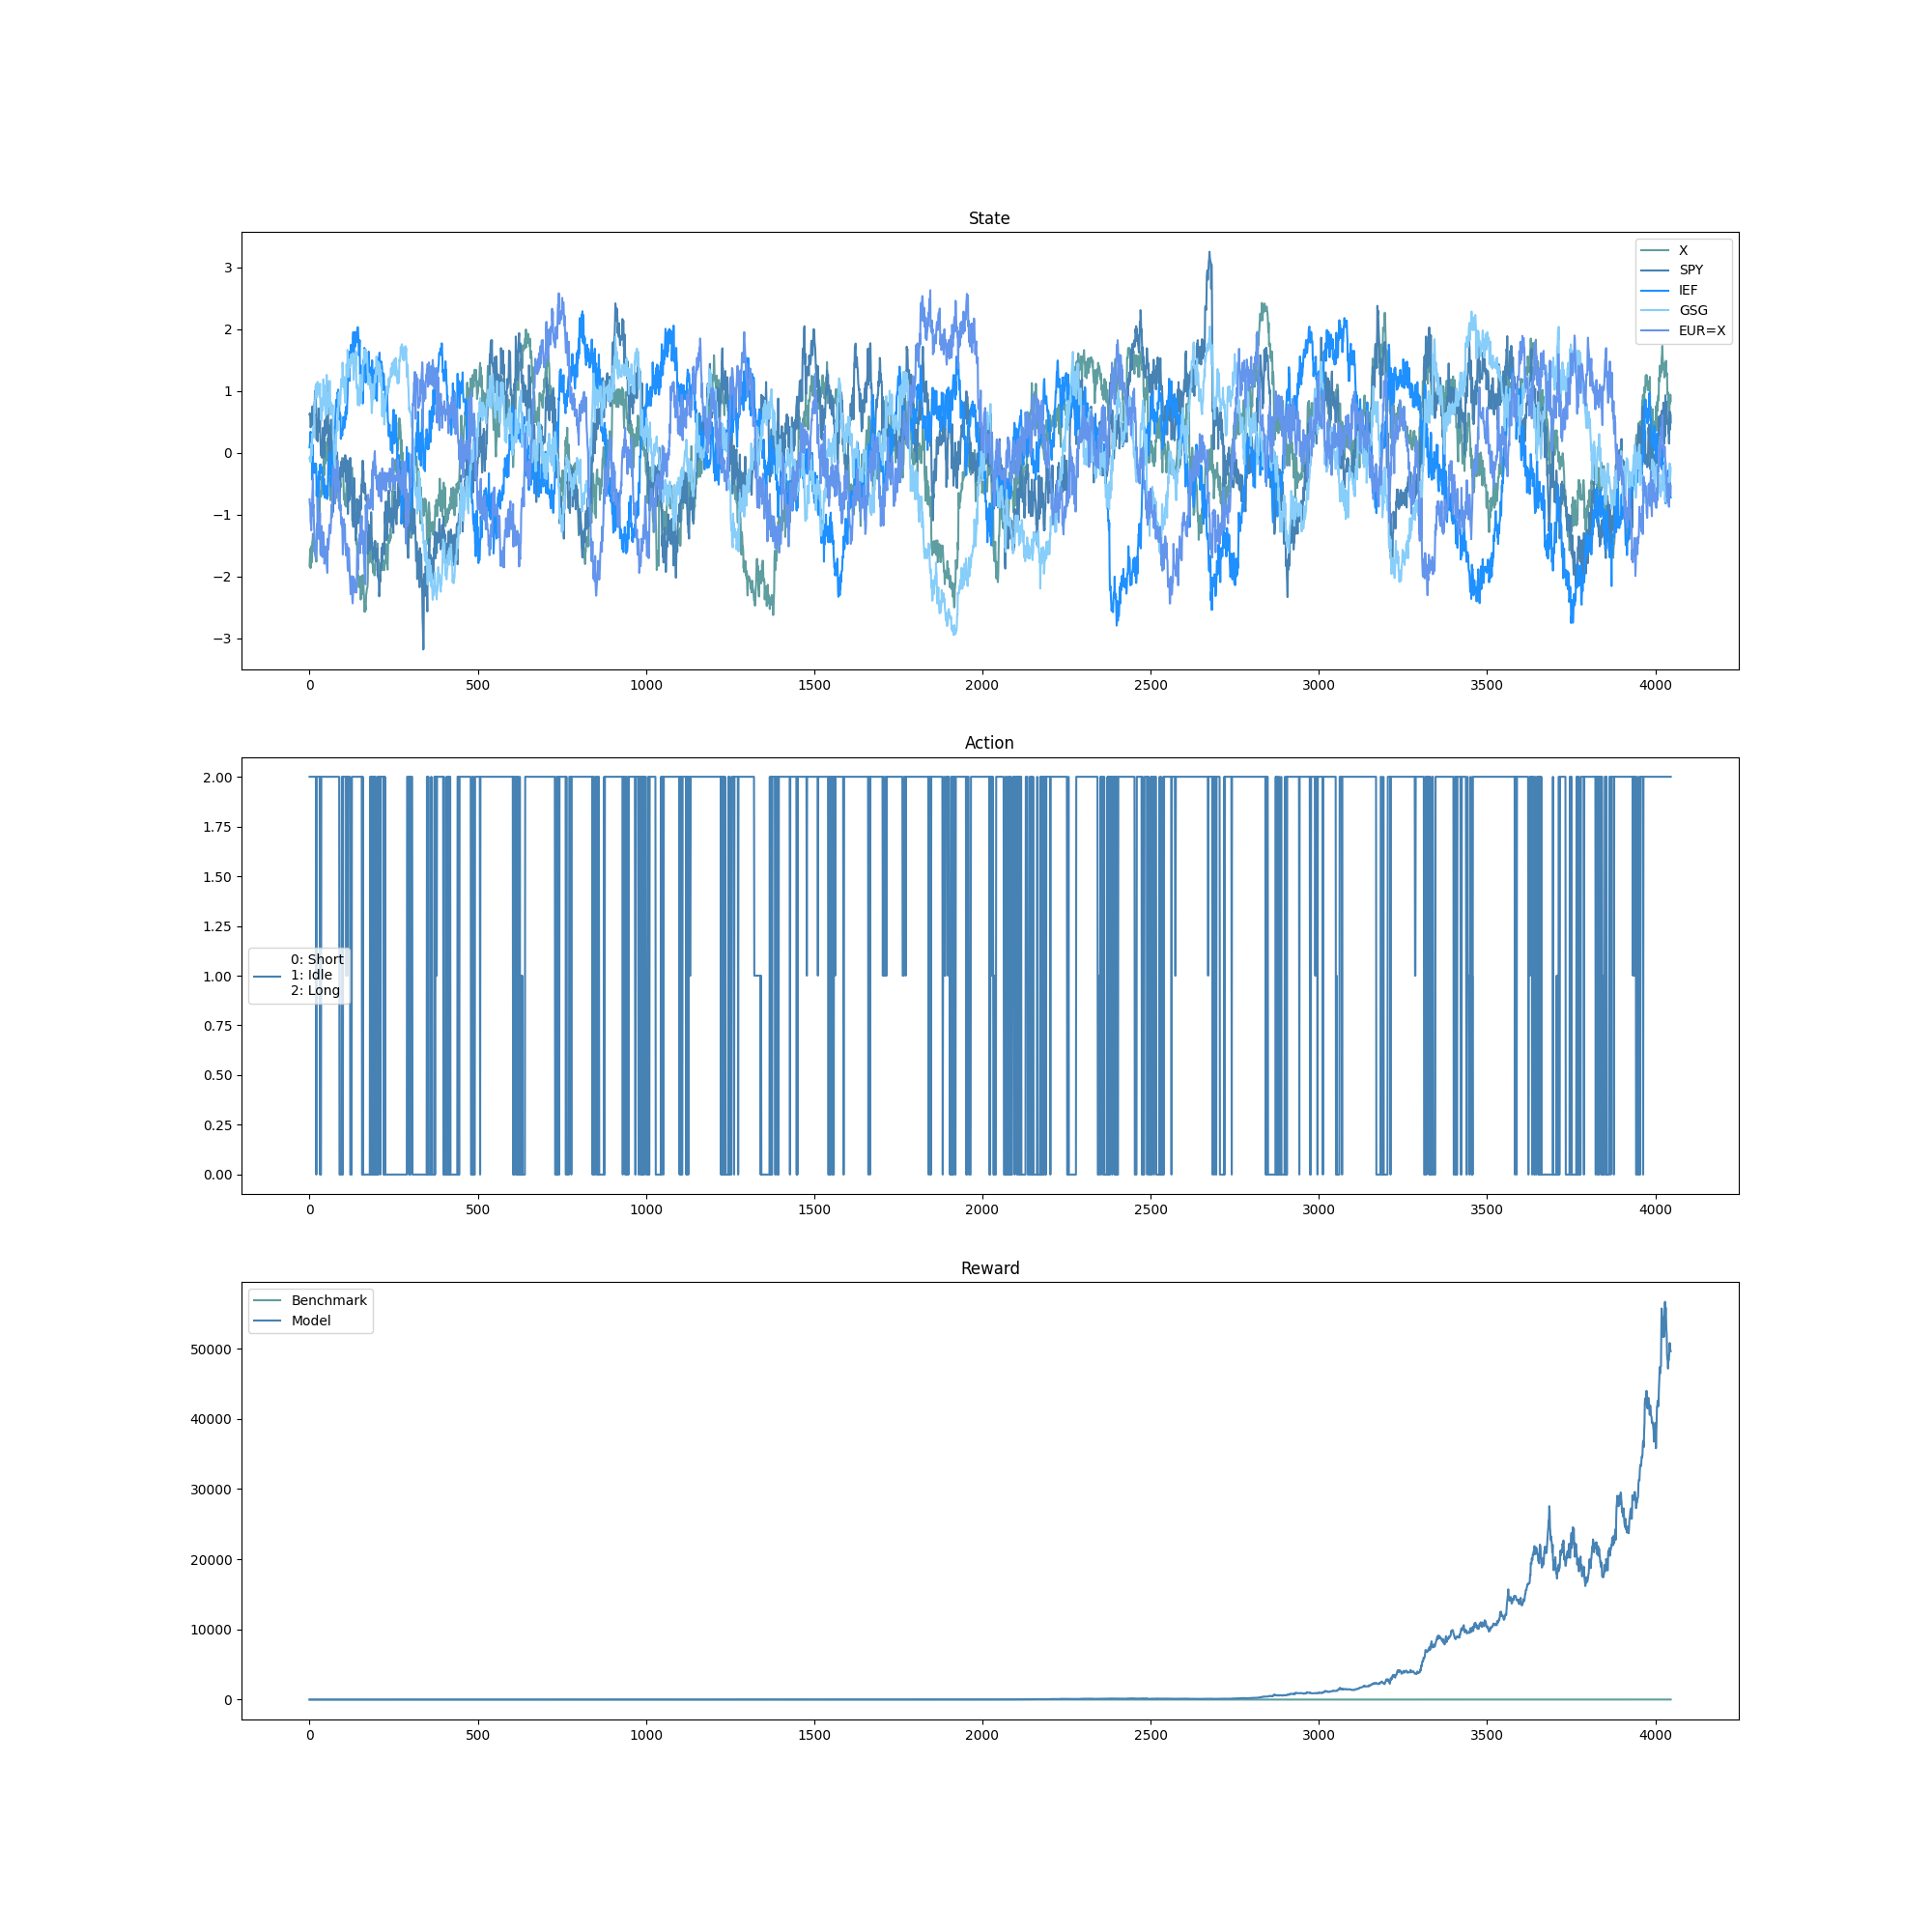 State
3
2
1
0
−1
−2
−3
X
SPY
IEF
GSG
EUR=X
0 500 1000 1500 2000 2500 3000 3500 4000
Action
2.00
1.75
1.50
1.25
1.00
0.75
0.50
0.25
0.00
0: Short
1: Idle
2: Long
0 500 1000 1500 2000 2500 3000 3500 4000
Reward
Benchmark
Model
50000
40000
30000
20000
10000
0
0 500 1000 1500 2000 2500 3000 3500 4000